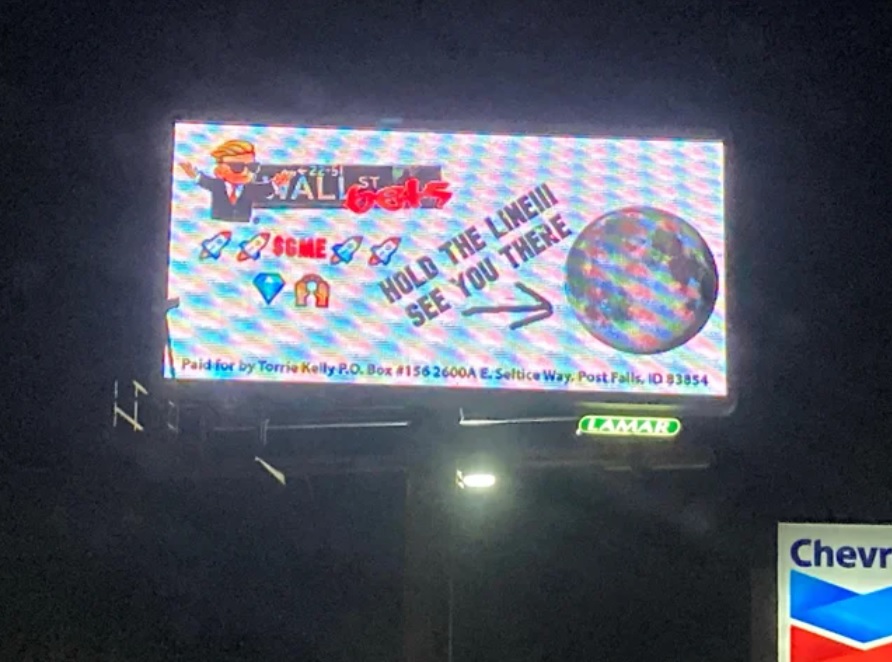 WALL ST
bets
$GME
HOLD THE LINE!!!
SEE YOU THERE
Paid for by Torrie Kelly P.O. Box #156 2600A E. Seltice Way, Post Falls, ID 83854
LAMAR
Chevr